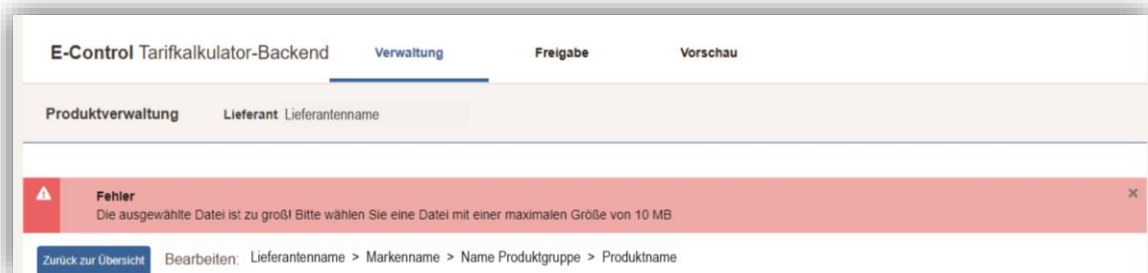 E-Control Tarifkalkulator-Backend Verwaltung Freigabe Vorschau
Produktverwaltung Lieferant Lieferantenname
Fehler ×
Die ausgewählte Datei ist zu groß! Bitte wählen Sie eine Datei mit einer maximalen Größe von 10 MB
Zurück zur Übersicht Bearbeiten: Lieferantenname > Markenname > Name Produktgruppe > Produktname